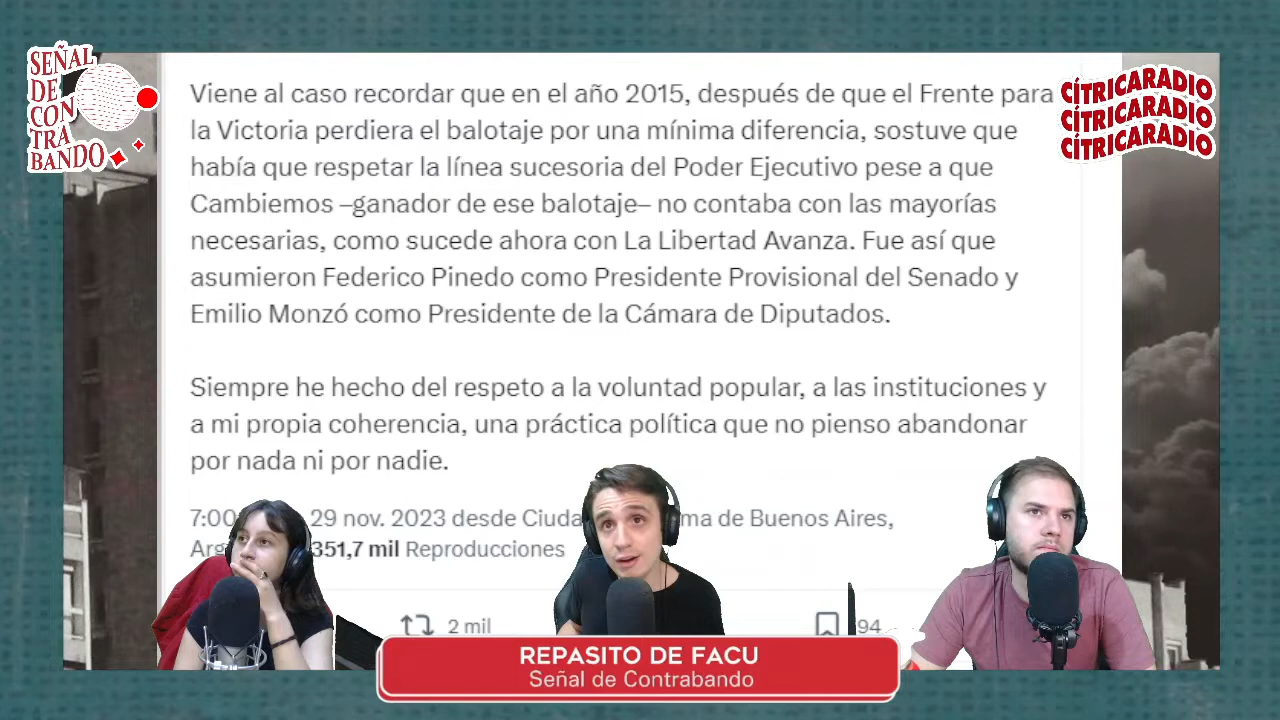 SEÑAL
DE
CON
TRA
BANDO
CÍTRICARADIO
CÍTRICARADIO
CÍTRICARADIO
Viene al caso recordar que en el año 2015, después de que el Frente para
la Victoria perdiera el balotaje por una mínima diferencia, sostuve que
había que respetar la línea sucesoria del Poder Ejecutivo pese a que
Cambiemos –ganador de ese balotaje– no contaba con las mayorías
necesarias, como sucede ahora con La Libertad Avanza. Fue así que
asumieron Federico Pinedo como Presidente Provisional del Senado y
Emilio Monzó como Presidente de la Cámara de Diputados.
Siempre he hecho del respeto a la voluntad popular, a las instituciones y
a mi propia coherencia, una práctica política que no pienso abandonar
por nada ni por nadie.
7:00 29 nov. 2023 desde de Buenos Aires,
351,7 mil Reproducciones
2 mil
REPASITO DE FACU
Señal de Contrabando